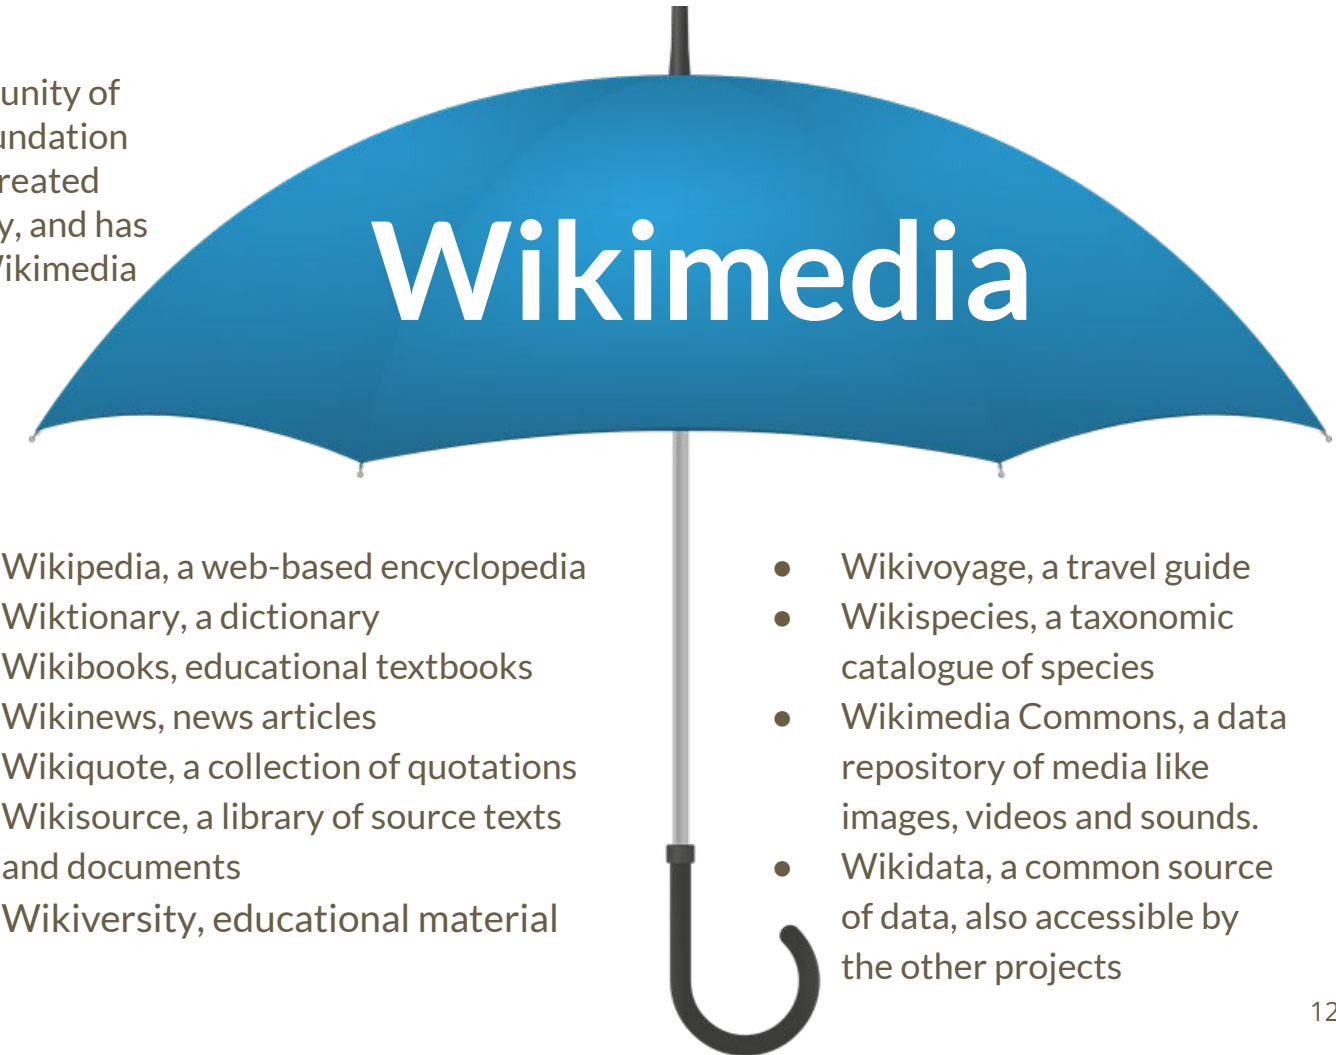 unity of
undation
reated
y, and has
Wikimedia
Wikimedia
Wikipedia, a web-based encyclopedia
Wiktionary, a dictionary
Wikibooks, educational textbooks
Wikinews, news articles
Wikiquote, a collection of quotations
Wikisource, a library of source texts
and documents
Wikiversity, educational material
● Wikivoyage, a travel guide
● Wikispecies, a taxonomic
catalogue of species
● Wikimedia Commons, a data
repository of media like
images, videos and sounds.
● Wikidata, a common source
of data, also accessible by
the other projects
12